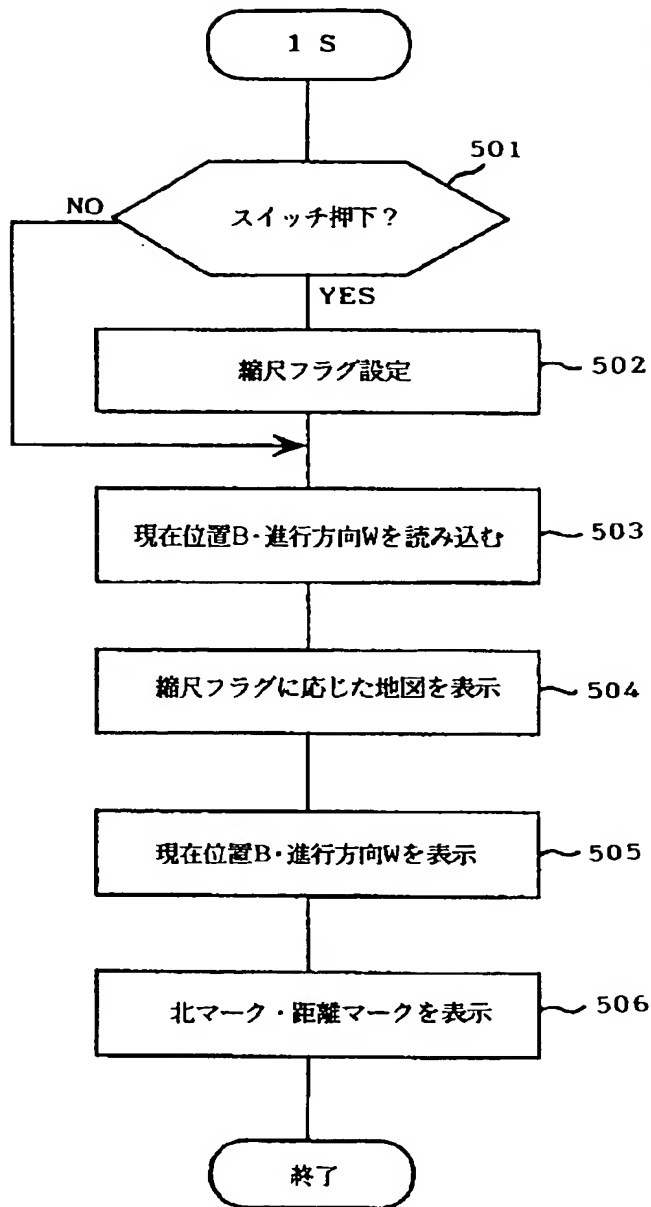 1 S
501
スイッチ押下?
NO
YES
縮尺フラグ設定
502
現在位置B・進行方向Wを読み込む
503
縮尺フラグに応じた地図を表示
504
現在位置B・進行方向Wを表示
505
北マーク・距離マークを表示
506
終了